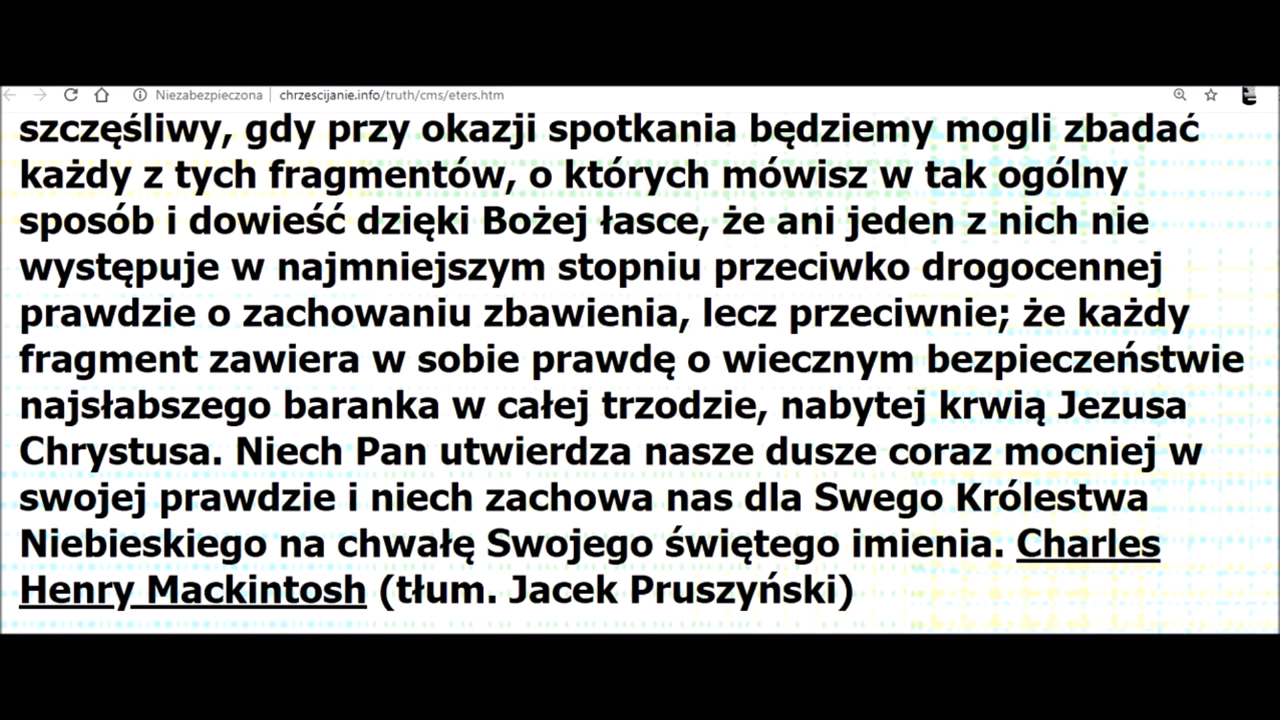 Niezabezpieczona | chrzescijanie.info/truth/cms/eters.htm
szczęśliwy, gdy przy okazji spotkania będziemy mogli zbadać
każdy z tych fragmentów, o których mówisz w tak ogólny
sposób i dowieść dzięki Bożej łasce, że ani jeden z nich nie
występuje w najmniejszym stopniu przeciwko drogocennej
prawdzie o zachowaniu zbawienia, lecz przeciwnie; że każdy
fragment zawiera w sobie prawdę o wiecznym bezpieczeństwie
najsłabszego baranka w całej trzodzie, nabytej krwią Jezusa
Chrystusa. Niech Pan utwierdza nasze dusze coraz mocniej w
swojej prawdzie i niech zachowa nas dla Swego Królestwa
Niebieskiego na chwałę Swojego świętego imienia. Charles
Henry Mackintosh (tłum. Jacek Pruszyński)